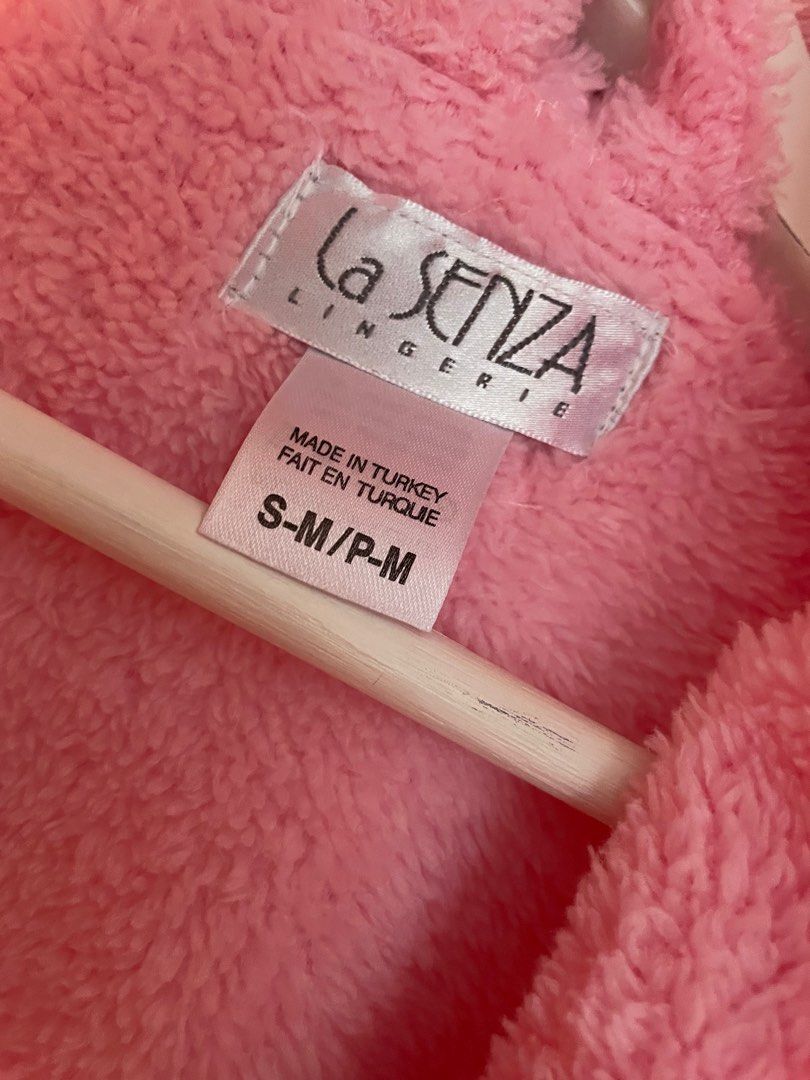 La SENZA
LINGERIE
MADE IN TURKEY
FAIT EN TURQUIE
S-M/P-M